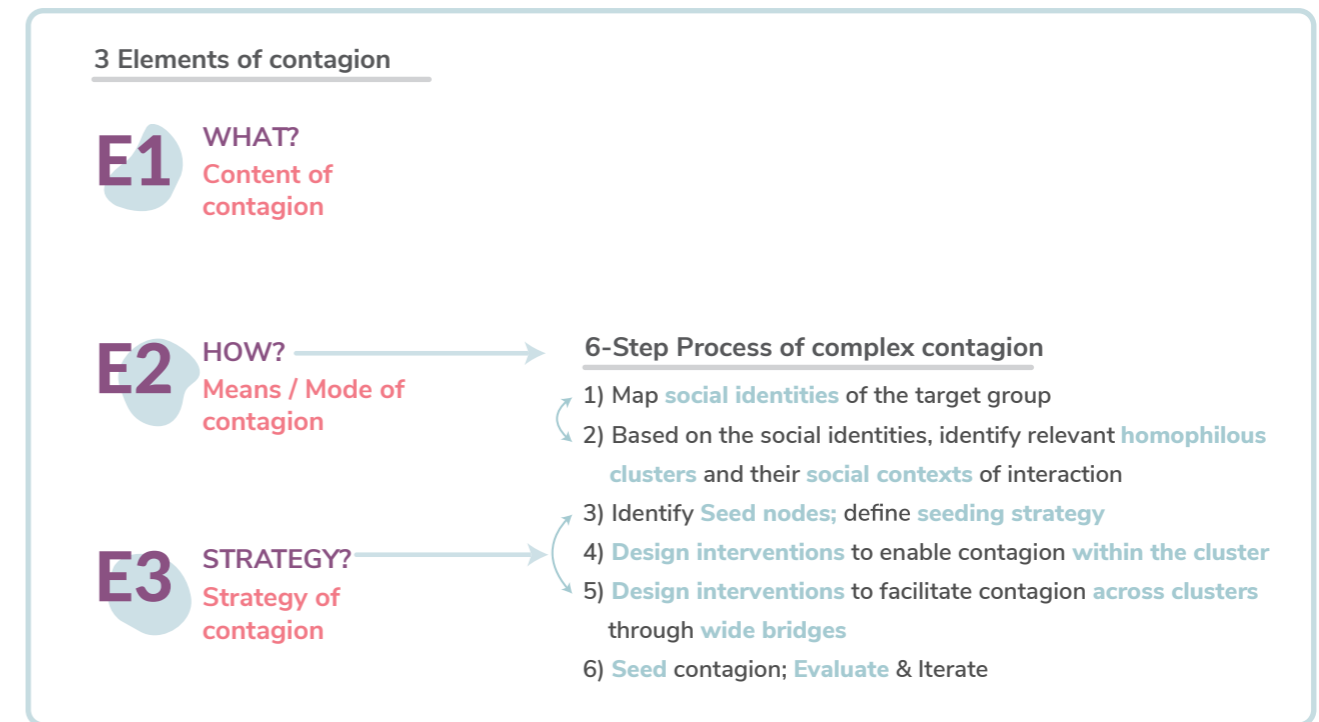 3 Elements of contagion
E1
WHAT?
Content of
contagion
E2
HOW?
Means / Mode of
contagion
E3
STRATEGY?
Strategy of
contagion
6-Step Process of complex contagion
1) Map social identities of the target group
2) Based on the social identities, identify relevant homophilous
clusters and their social contexts of interaction
3) Identify Seed nodes; define seeding strategy
4) Design interventions to enable contagion within the cluster
5) Design interventions to facilitate contagion across clusters
through wide bridges
6) Seed contagion; Evaluate & Iterate